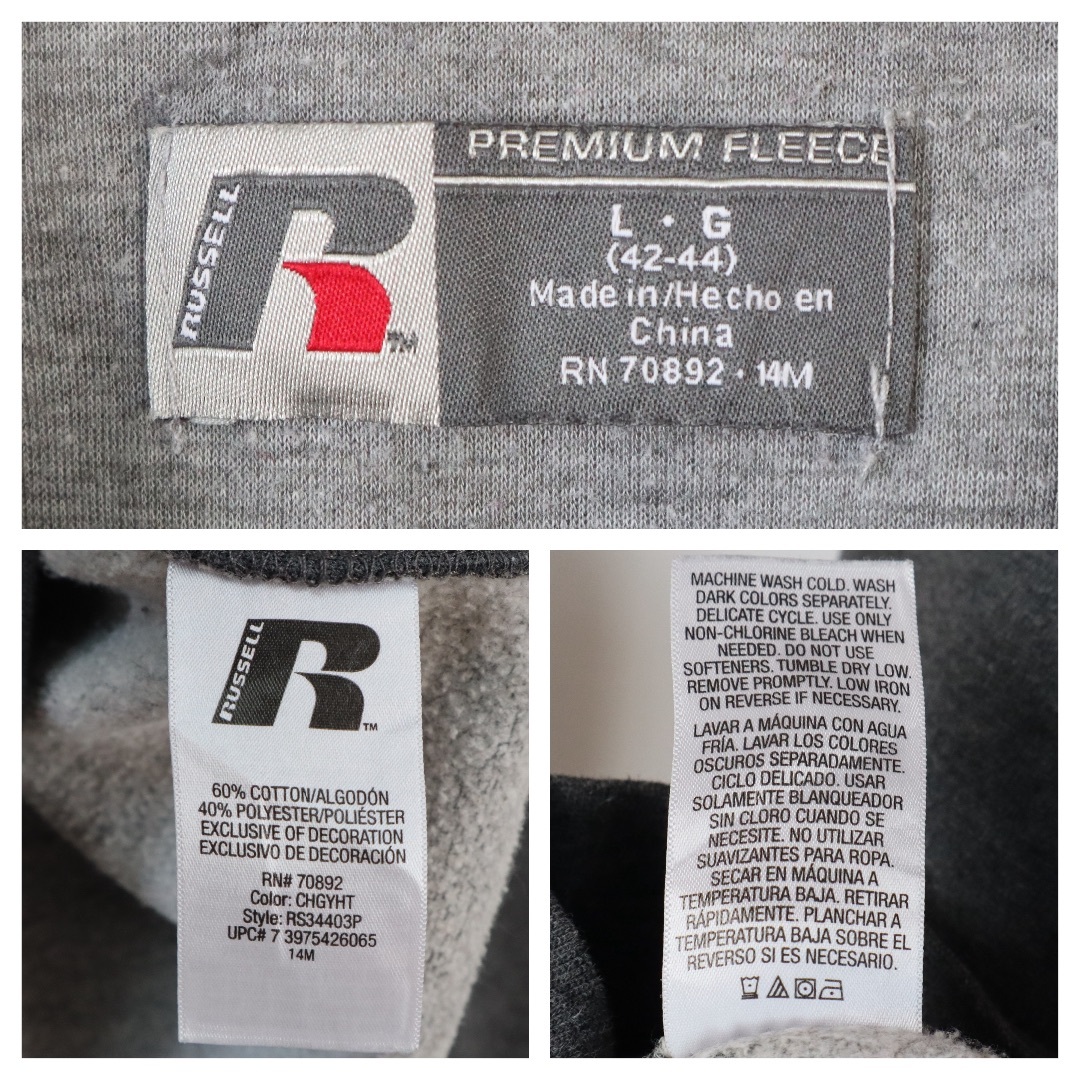 RUSSELL
R
TM
PREMIUM FLEECE
L • G
(42-44)
Made in/Hecho en
China
RN 70892 • 14M
RUSSELL
R
TM
60% COTTON/ALGODÓN
40% POLYESTER/POLIÉSTER
EXCLUSIVE OF DECORATION
EXCLUSIVO DE DECORACIÓN
RN# 70892
Color: CHGYHT
Style: RS34403P
UPC# 7 3975426065
14M
MACHINE WASH COLD. WASH
DARK COLORS SEPARATELY.
DELICATE CYCLE. USE ONLY
NON-CHLORINE BLEACH WHEN
NEEDED. DO NOT USE
SOFTENERS. TUMBLE DRY LOW.
REMOVE PROMPTLY. LOW IRON
ON REVERSE IF NECESSARY.
LAVAR A MÁQUINA CON AGUA
FRÍA. LAVAR LOS COLORES
OSCUROS SEPARADAMENTE.
CICLO DELICADO. USAR
SOLAMENTE BLANQUEADOR
SIN CLORO CUANDO SE
NECESITE. NO UTILIZAR
SUAVIZANTES PARA ROPA.
SECAR EN MÁQUINA A
TEMPERATURA BAJA. RETIRAR
RÁPIDAMENTE. PLANCHAR A
TEMPERATURA BAJA SOBRE EL
REVERSO SI ES NECESARIO.